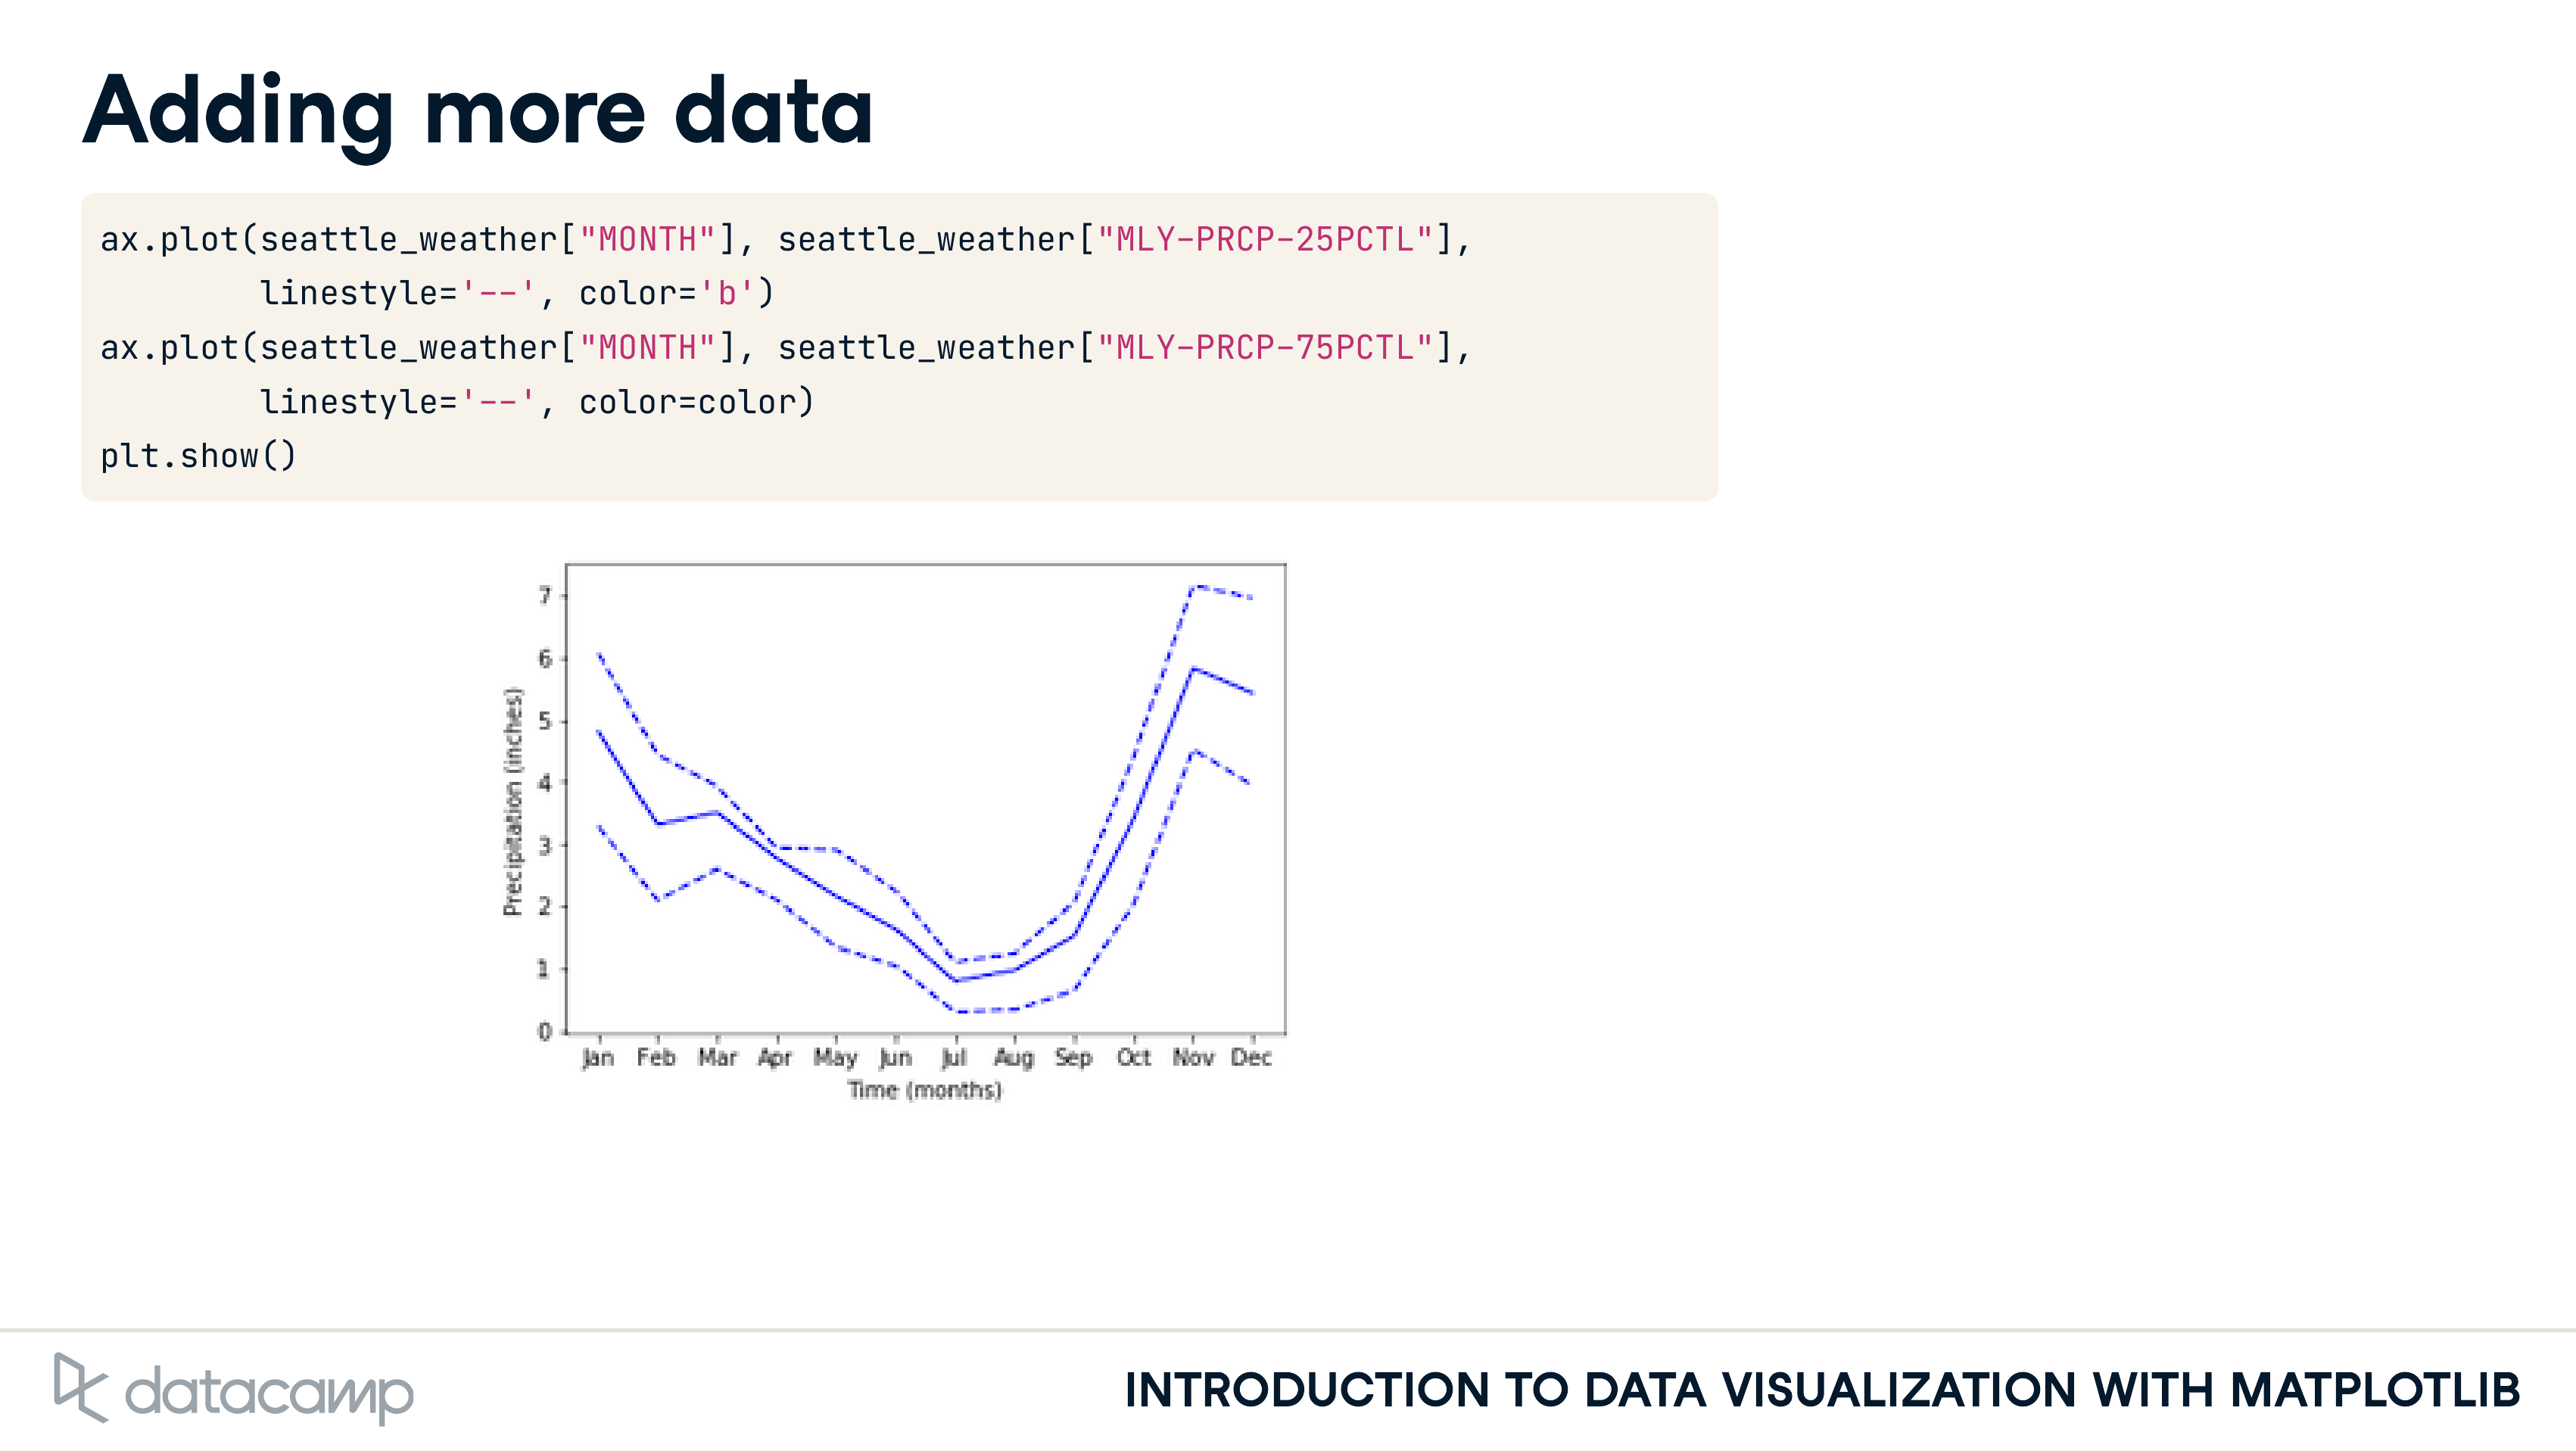 Adding more data
ax.plot(seattle_weather["MONTH"], seattle_weather["MLY-PRCP-25PCTL"],
        linestyle='--', color='b')
ax.plot(seattle_weather["MONTH"], seattle_weather["MLY-PRCP-75PCTL"],
        linestyle='--', color=color)
plt.show()
7
6
5
4
3
2
1
0
Precipitation (inches)
Jan Feb Mar Apr May Jun Jul Aug Sep Oct Nov Dec
Time (months)
datacamp
INTRODUCTION TO DATA VISUALIZATION WITH MATPLOTLIB